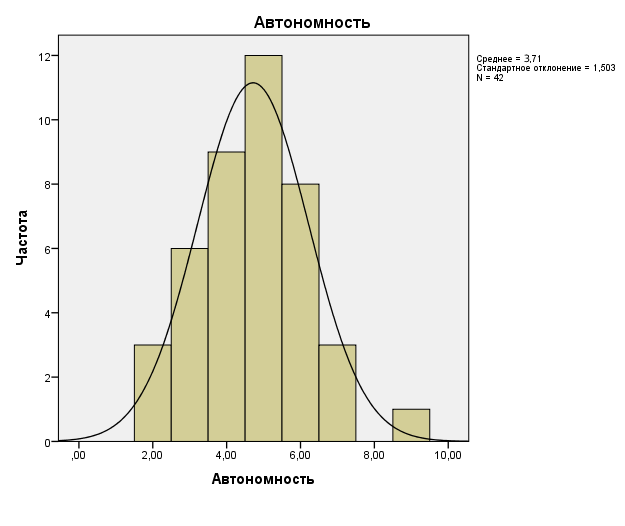 Автономность
Среднее = 3,71
Стандартное отклонение = 1,503
N = 42
12
10
8
6
4
2
0
Частота
,00
2,00
4,00
6,00
8,00
10,00
Автономность